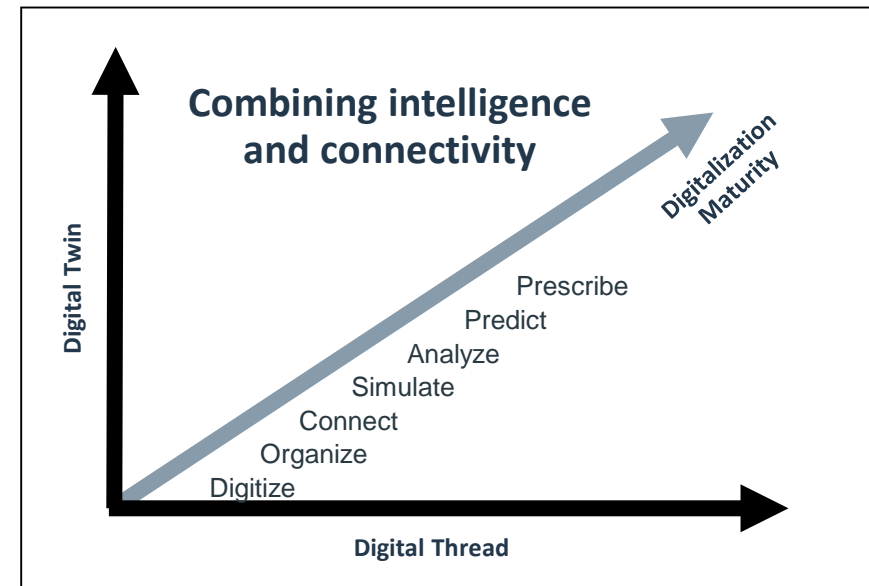 Combining intelligence
and connectivity
Digitalization
Maturity
Digital Twin
Prescribe
Predict
Analyze
Simulate
Connect
Organize
Digitize
Digital Thread